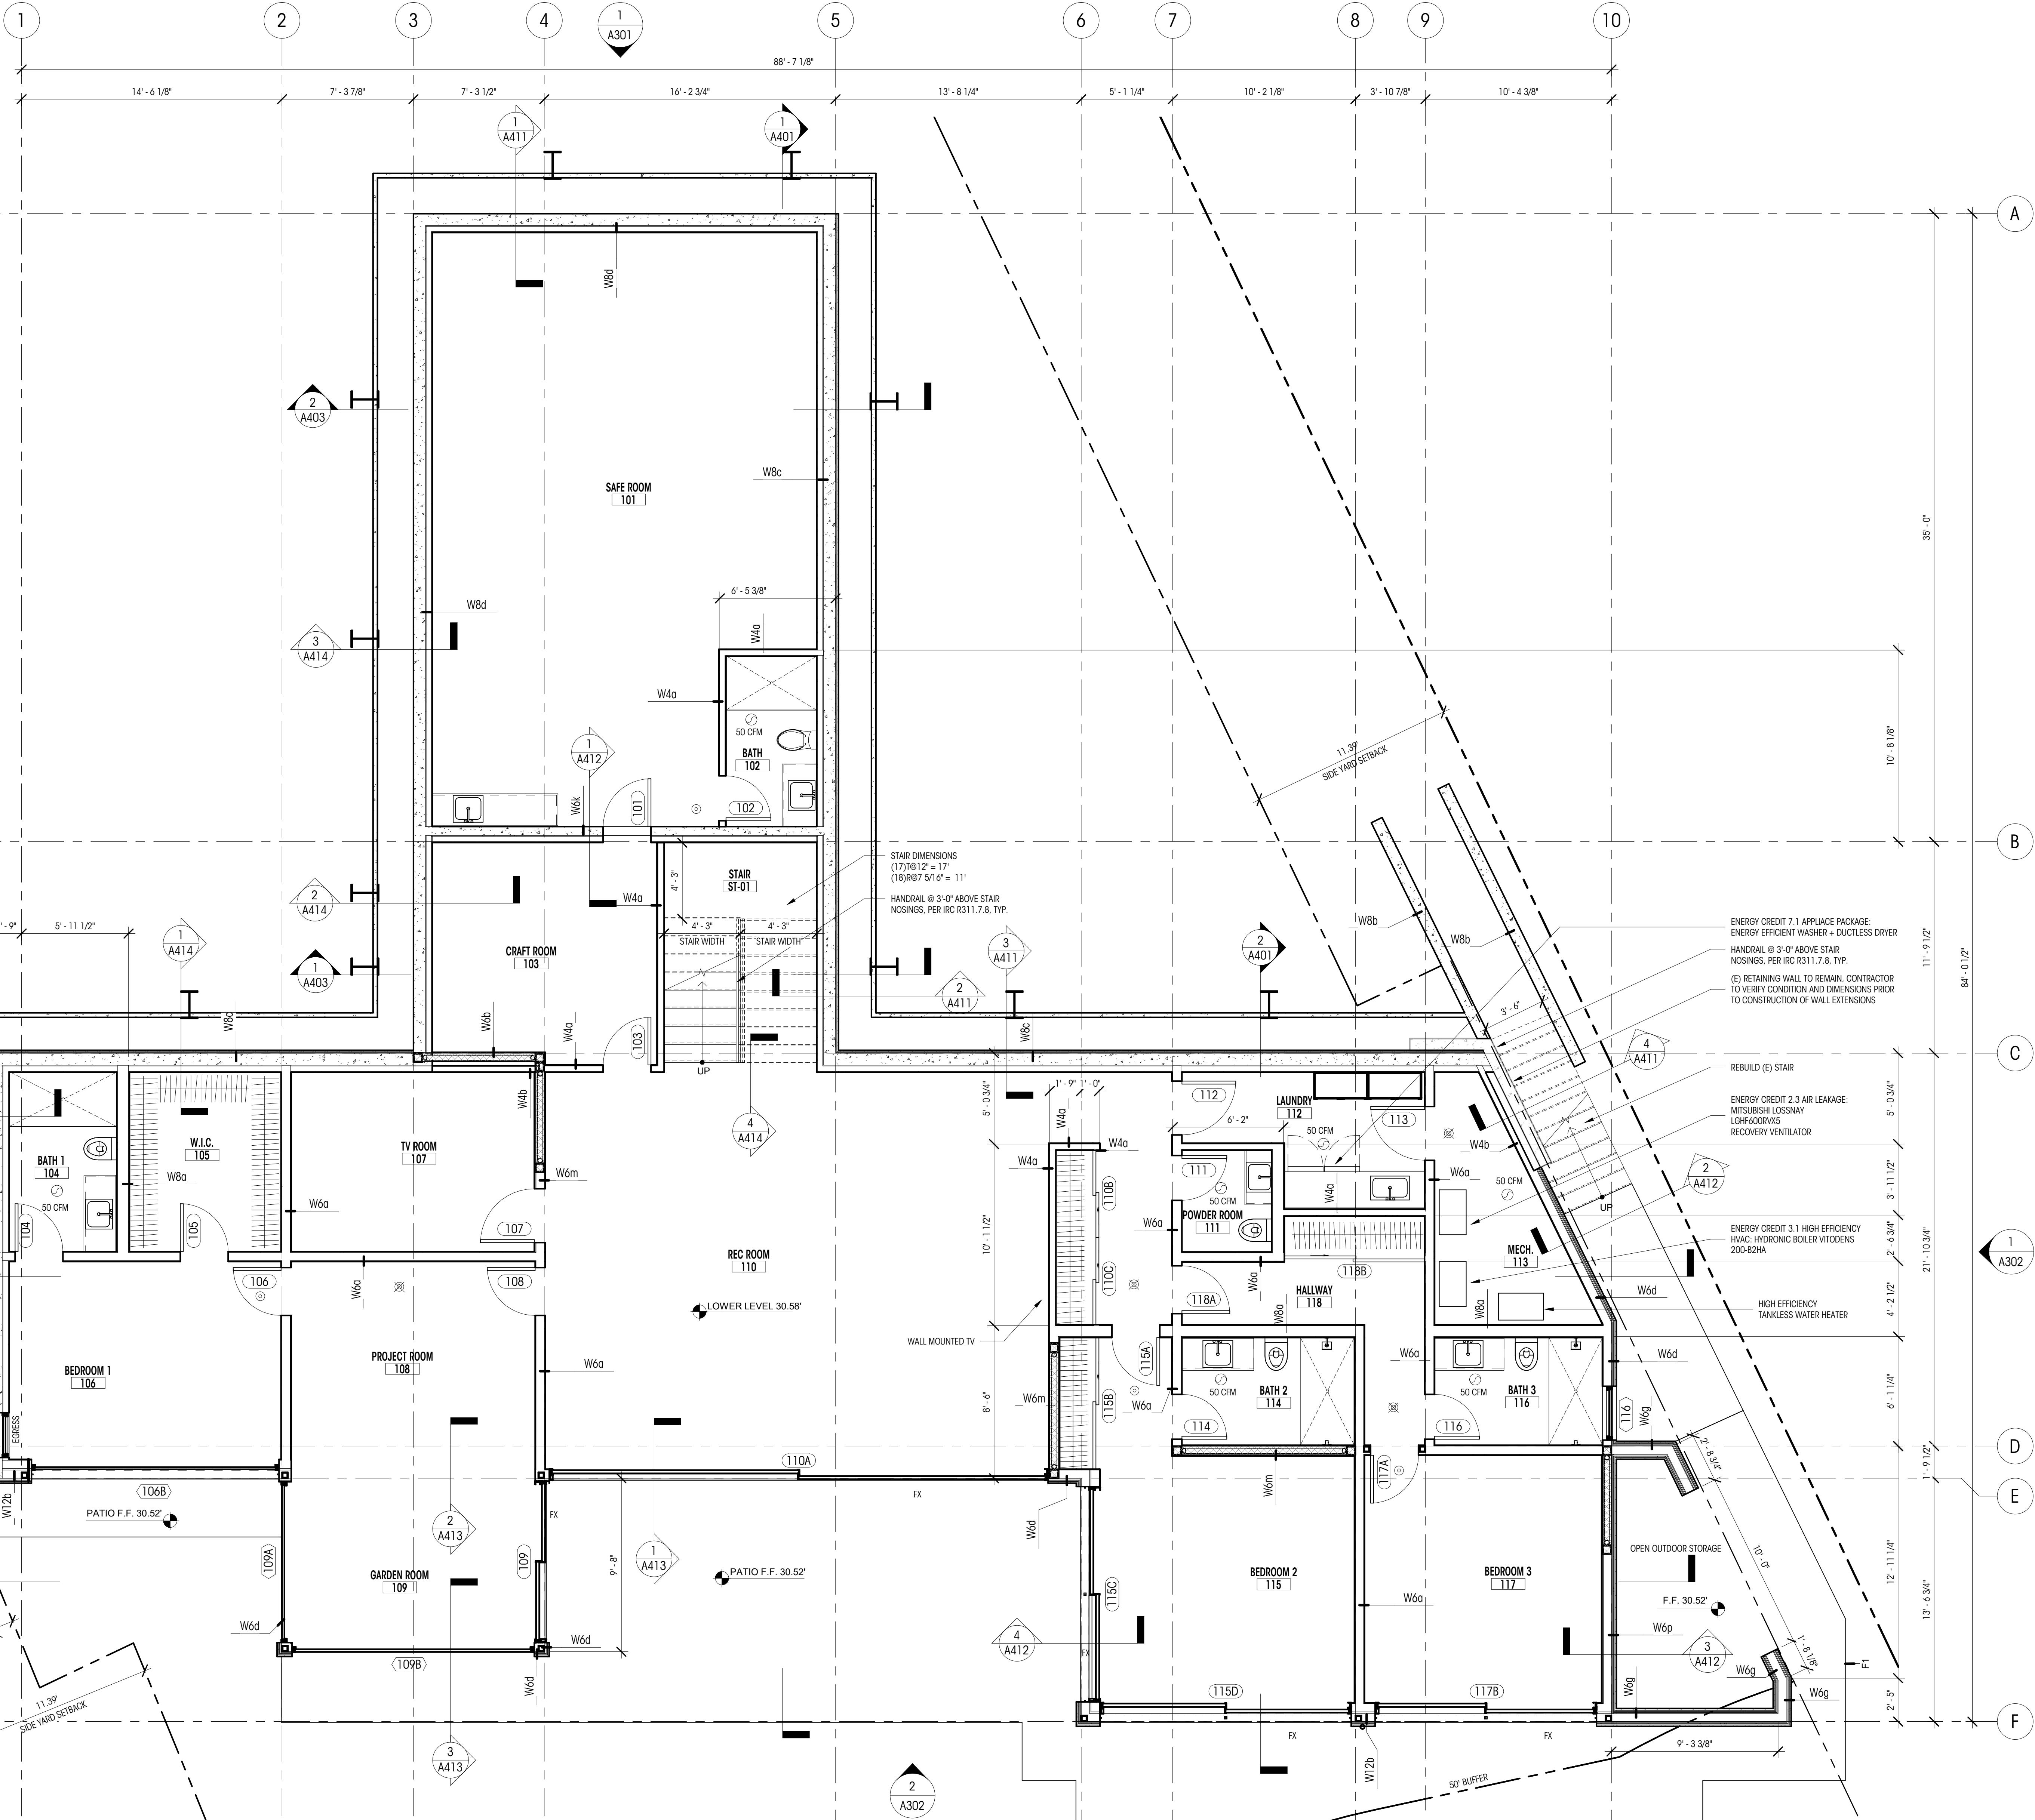 1
2
3
4
5
6
7
8
9
10
1
A301
88' - 7 1/8"
14' - 6 1/8"
7' - 3 7/8"
7' - 3 1/2"
16' - 2 3/4"
13' - 8 1/4"
5' - 1 1/4"
10' - 2 1/8"
3' - 10 7/8"
10' - 4 3/8"
1
A411
1
A401
A
W8d
2
A403
W8c
SAFE ROOM
101
35' - 0"
6' - 5 3/8"
W8d
W4a
3
A414
W4a
50 CFM
BATH
102
1
A412
11.39'
SIDE YARD SETBACK
10' - 8 1/8"
W6k
101
102
B
STAIR DIMENSIONS
(17)T@12" = 17'
(18)R@7 5/16" = 11'
STAIR
ST-01
4' - 3"
HANDRAIL @ 3'-0" ABOVE STAIR
NOSINGS, PER IRC R311.7.8, TYP.
2
A414
W4a
' - 9"
5' - 11 1/2"
1
A414
4' - 3"
4' - 3"
STAIR WIDTH
STAIR WIDTH
CRAFT ROOM
103
3
A411
2
A401
W8b
W8b
ENERGY CREDIT 7.1 APPLIACE PACKAGE:
ENERGY EFFICIENT WASHER + DUCTLESS DRYER
HANDRAIL @ 3'-0" ABOVE STAIR
NOSINGS, PER IRC R311.7.8, TYP.
(E) RETAINING WALL TO REMAIN. CONTRACTOR
TO VERIFY CONDITION AND DIMENSIONS PRIOR
TO CONSTRUCTION OF WALL EXTENSIONS
11' - 9 1/2"
84' - 0 1/2"
1
A403
2
A411
3' - 6"
W8c
W6b
W4a
103
W8c
4
A411
C
UP
REBUILD (E) STAIR
W4b
1' - 9"
1' - 0"
5' - 0 3/4"
112
LAUNDRY
112
113
6' - 2"
50 CFM
ENERGY CREDIT 2.3 AIR LEAKAGE:
MITSUBISHI LOSSNAY
LGHF600RVX5
RECOVERY VENTILATOR
5' - 0 3/4"
4
A414
W4a
W4a
W4b
W.I.C.
105
TV ROOM
107
BATH 1
104
W8a
50 CFM
W6m
W4a
111
50 CFM
W4a
W6a
50 CFM
2
A412
3' - 11 1/2"
110B
W6a
POWDER ROOM
111
UP
104
105
W6a
107
W6a
10' - 1 1/2"
REC ROOM
110
MECH.
113
ENERGY CREDIT 3.1 HIGH EFFICIENCY
HVAC: HYDRONIC BOILER VITODENS
200-B2HA
2' - 6 3/4"
21' - 10 3/4"
1
A302
106
108
W6a
110C
118A
W6a
118B
HALLWAY
118
W8a
W8a
W6d
LOWER LEVEL 30.58'
HIGH EFFICIENCY
TANKLESS WATER HEATER
4' - 2 1/2"
WALL MOUNTED TV
BEDROOM 1
106
PROJECT ROOM
108
W6a
115A
W6a
W6d
50 CFM
50 CFM
BATH 2
114
BATH 3
116
W6m
115B
W6a
8' - 6"
6' - 1 1/4"
EGRESS
114
116
116
W6g
2' - 8 3/4"
D
110A
117A
W6m
1' - 9 1/2"
E
W12b
106B
PATIO F.F. 30.52'
FX
FX
2
A413
W6d
1
A413
109A
109
9' - 8"
GARDEN ROOM
109
PATIO F.F. 30.52'
115C
BEDROOM 2
115
W6a
BEDROOM 3
117
OPEN OUTDOOR STORAGE
F.F. 30.52'
10' - 0"
12' - 11 1/4"
13' - 6 3/4"
W6d
W6d
4
A412
W6p
3
A412
1' - 8 1/8"
109B
W6d
FX
W6g
W6g
W6g
F1
2' - 5"
11.39'
SIDE YARD SETBACK
115D
117B
F
FX
FX
9' - 3 3/8"
3
A413
2
A302
W12b
50' BUFFER